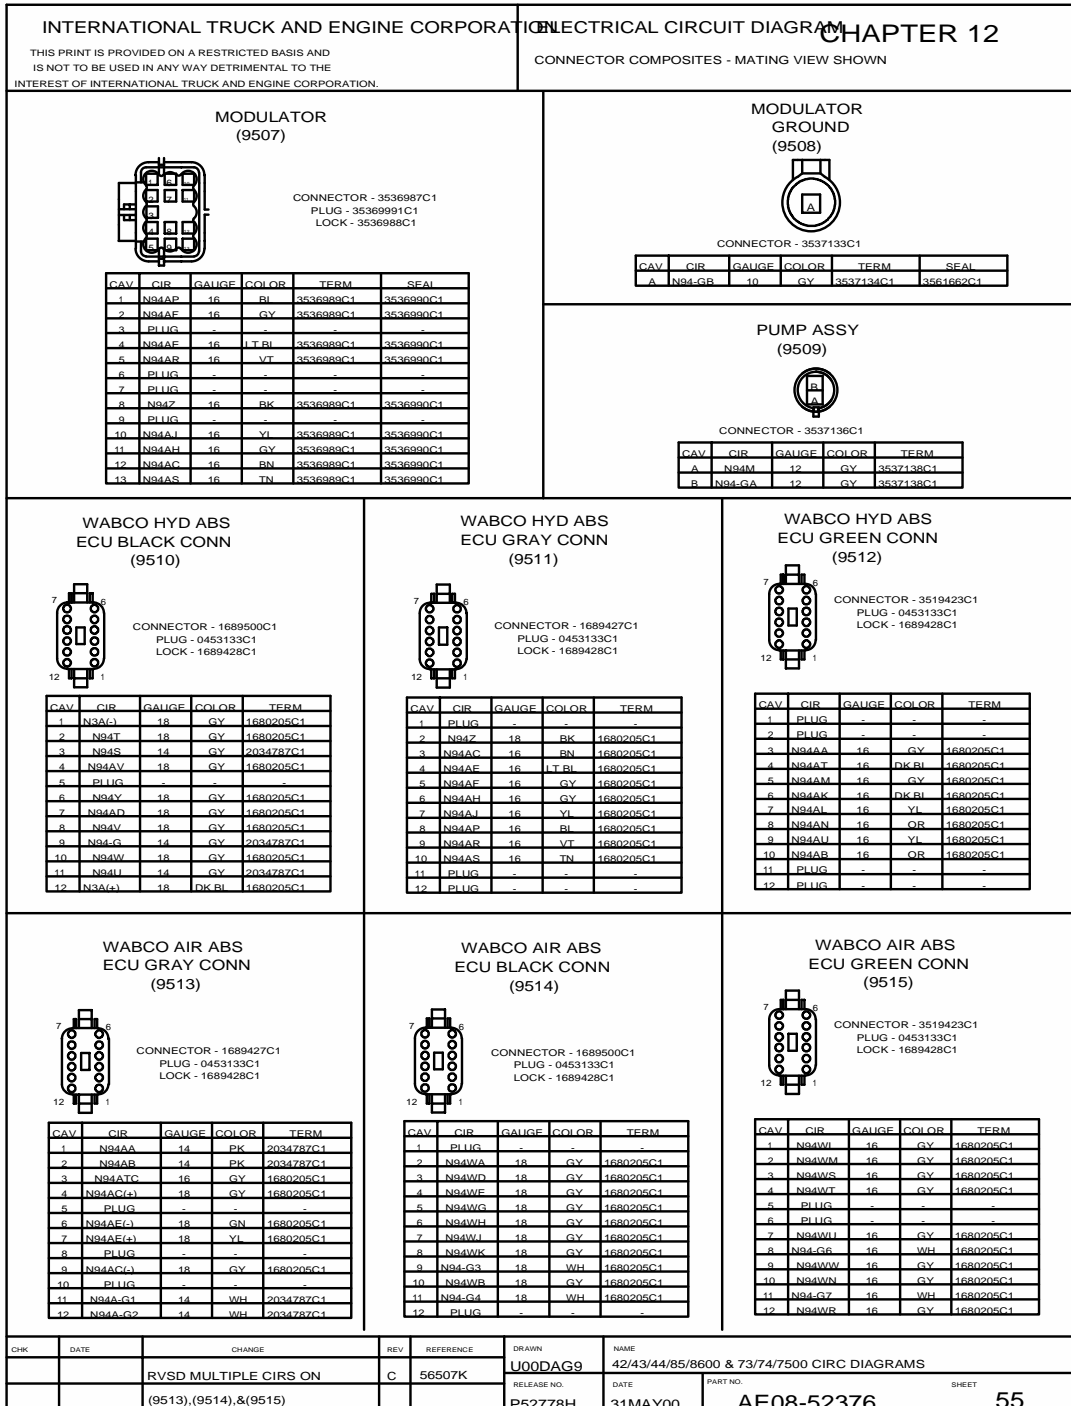 INTERNATIONAL TRUCK AND ENGINE CORPORATION
THIS PRINT IS PROVIDED ON A RESTRICTED BASIS AND
IS NOT TO BE USED IN ANY WAY DETRIMENTAL TO THE
INTEREST OF INTERNATIONAL TRUCK AND ENGINE CORPORATION.
ELECTRICAL CIRCUIT DIAGRAM
CHAPTER 12
CONNECTOR COMPOSITES - MATING VIEW SHOWN
MODULATOR
(9507)
CONNECTOR - 3536987C1
PLUG - 35369991C1
LOCK - 3536988C1
CAV CIR GAUGE COLOR TERM SEAL
1 N94AP 16 BL 3536989C1 3536990C1
2 N94AF 16 GY 3536989C1 3536990C1
3 PLUG - - - -
4 N94AE 16 LT BL 3536989C1 3536990C1
5 N94AR 16 VT 3536989C1 3536990C1
6 PLUG - - - -
7 PLUG - - - -
8 N94Z 16 BK 3536989C1 3536990C1
9 PLUG - - - -
10 N94AJ 16 YL 3536989C1 3536990C1
11 N94AH 16 GY 3536989C1 3536990C1
12 N94AC 16 BN 3536989C1 3536990C1
13 N94AS 16 TN 3536989C1 3536990C1
MODULATOR
GROUND
(9508)
A
CONNECTOR - 3537133C1
CAV CIR GAUGE COLOR TERM SEAL
A N94-GB 10 GY 3537134C1 3561662C1
PUMP ASSY
(9509)
B
A
CONNECTOR - 3537136C1
CAV CIR GAUGE COLOR TERM
A N94M 12 GY 3537138C1
B N94-GA 12 GY 3537138C1
WABCO HYD ABS
ECU BLACK CONN
(9510)
7 6
12 1
CONNECTOR - 1689500C1
PLUG - 0453133C1
LOCK - 1689428C1
CAV CIR GAUGE COLOR TERM
1 N3A(-) 18 GY 1680205C1
2 N94T 18 GY 1680205C1
3 N94S 14 GY 2034787C1
4 N94AV 18 GY 1680205C1
5 PLUG - - -
6 N94Y 18 GY 1680205C1
7 N94AD 18 GY 1680205C1
8 N94V 18 GY 1680205C1
9 N94-G 14 GY 2034787C1
10 N94W 18 GY 1680205C1
11 N94U 14 GY 2034787C1
12 N3A(+) 18 DK BL 1680205C1
WABCO HYD ABS
ECU GRAY CONN
(9511)
7 6
12 1
CONNECTOR - 1689427C1
PLUG - 0453133C1
LOCK - 1689428C1
CAV CIR GAUGE COLOR TERM
1 PLUG - - -
2 N94Z 18 BK 1680205C1
3 N94AC 16 BN 1680205C1
4 N94AE 16 LT BL 1680205C1
5 N94AF 16 GY 1680205C1
6 N94AH 16 GY 1680205C1
7 N94AJ 16 YL 1680205C1
8 N94AP 16 BL 1680205C1
9 N94AR 16 VT 1680205C1
10 N94AS 16 TN 1680205C1
11 PLUG - - -
12 PLUG - - -
WABCO HYD ABS
ECU GREEN CONN
(9512)
7 6
12 1
CONNECTOR - 3519423C1
PLUG - 0453133C1
LOCK - 1689428C1
CAV CIR GAUGE COLOR TERM
1 PLUG - - -
2 PLUG - - -
3 N94AA 16 GY 1680205C1
4 N94AT 16 DK BL 1680205C1
5 N94AM 16 GY 1680205C1
6 N94AK 16 DK BL 1680205C1
7 N94AL 16 YL 1680205C1
8 N94AN 16 OR 1680205C1
9 N94AU 16 YL 1680205C1
10 N94AB 16 OR 1680205C1
11 PLUG - - -
12 PLUG - - -
WABCO AIR ABS
ECU GRAY CONN
(9513)
7 6
12 1
CONNECTOR - 1689427C1
PLUG - 0453133C1
LOCK - 1689428C1
CAV CIR GAUGE COLOR TERM
1 N94AA 14 PK 2034787C1
2 N94AB 14 PK 2034787C1
3 N94ATC 16 GY 1680205C1
4 N94AC(+) 18 GY 1680205C1
5 PLUG - - -
6 N94AE(-) 18 GN 1680205C1
7 N94AE(+) 18 YL 1680205C1
8 PLUG - - -
9 N94AC(-) 18 GY 1680205C1
10 PLUG - - -
11 N94A-G1 14 WH 2034787C1
12 N94A-G2 14 WH 2034787C1
WABCO AIR ABS
ECU BLACK CONN
(9514)
7 6
12 1
CONNECTOR - 1689500C1
PLUG - 0453133C1
LOCK - 1689428C1
CAV CIR GAUGE COLOR TERM
1 PLUG - - -
2 N94WA 18 GY 1680205C1
3 N94WD 18 GY 1680205C1
4 N94WE 18 GY 1680205C1
5 N94WG 18 GY 1680205C1
6 N94WH 18 GY 1680205C1
7 N94WJ 18 GY 1680205C1
8 N94WK 18 GY 1680205C1
9 N94-G3 18 WH 1680205C1
10 N94WB 18 GY 1680205C1
11 N94-G4 18 WH 1680205C1
12 PLUG - - -
WABCO AIR ABS
ECU GREEN CONN
(9515)
7 6
12 1
CONNECTOR - 3519423C1
PLUG - 0453133C1
LOCK - 1689428C1
CAV CIR GAUGE COLOR TERM
1 N94WL 16 GY 1680205C1
2 N94WM 16 GY 1680205C1
3 N94WS 16 GY 1680205C1
4 N94WT 16 GY 1680205C1
5 PLUG - - -
6 PLUG - - -
7 N94WU 16 GY 1680205C1
8 N94-G6 16 WH 1680205C1
9 N94WW 16 GY 1680205C1
10 N94WN 16 GY 1680205C1
11 N94-G7 16 WH 1680205C1
12 N94WR 16 GY 1680205C1
CHK DATE CHANGE REV REFERENCE
RVSD MULTIPLE CIRS ON C 56507K
(9513),(9514),&(9515)
DRAWN
U00DAG9
NAME
42/43/44/85/8600 & 73/74/7500 CIRC DIAGRAMS
RELEASE NO.
P52778H
DATE
31MAY00
PART NO.
AE08-52376
SHEET
55